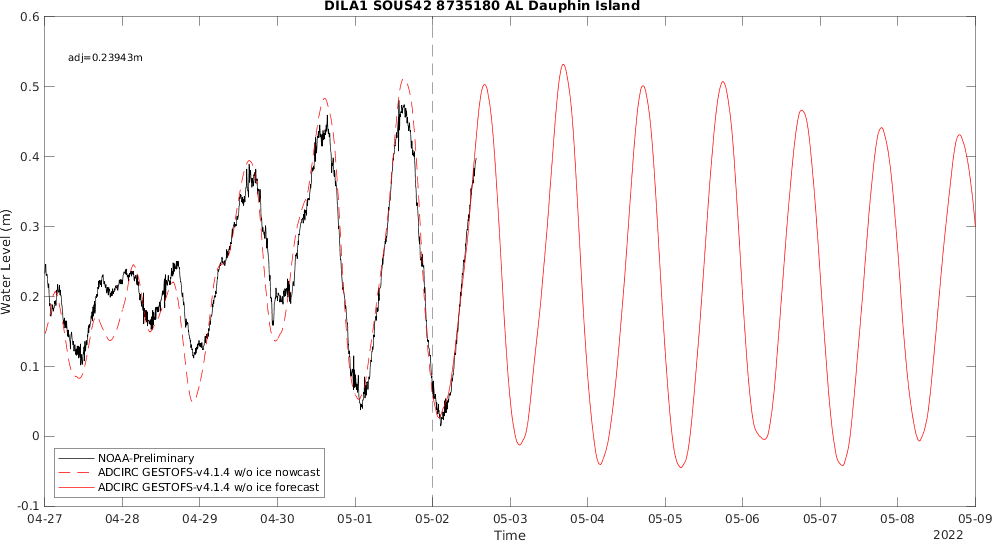 DILA1 SOUS42 8735180 AL Dauphin Island
adj=0.23943m
0.6
0.5
0.4
0.3
0.2
0.1
0
-0.1
Water Level (m)
NOAA-Preliminary
ADCIRC GESTOFS-v4.1.4 w/o ice nowcast
ADCIRC GESTOFS-v4.1.4 w/o ice forecast
04-27 04-28 04-29 04-30 05-01 05-02 05-03 05-04 05-05 05-06 05-07 05-08 05-09
Time
2022